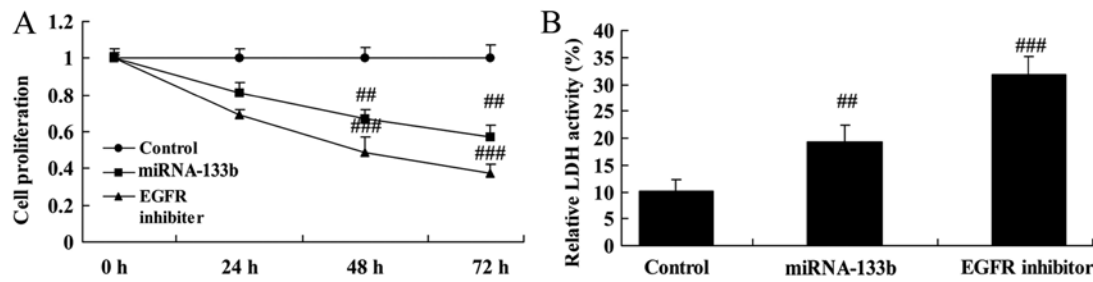 A
Cell proliferation
1.2
1
0.8
0.6
0.4
0.2
0
0 h
24 h
48 h
72 h
Control
miRNA-133b
EGFR
inhibiter
##
##
###
###
B
Relative LDH activity (%)
40
35
30
25
20
15
10
5
0
##
###
Control
miRNA-133b
EGFR inhibitor